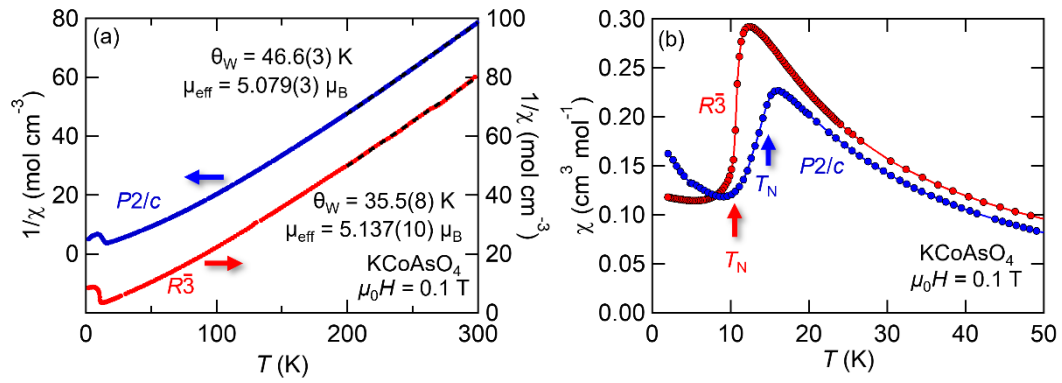 (a)
θW = 46.6(3) K
μeff = 5.079(3) μB
P2/c
θW = 35.5(8) K
μeff = 5.137(10) μB
R3̄
KCoAsO4
μ0H = 0.1 T
1/χ (mol cm-3)
80
60
40
20
0
1/χ (mol cm-3)
100
80
60
40
20
0
0 100 200 300
T (K)
(b)
R3̄
P2/c
TN
TN
KCoAsO4
μ0H = 0.1 T
χ (cm3 mol-1)
0.30
0.25
0.20
0.15
0.10
0.05
0.00
0 10 20 30 40 50
T (K)